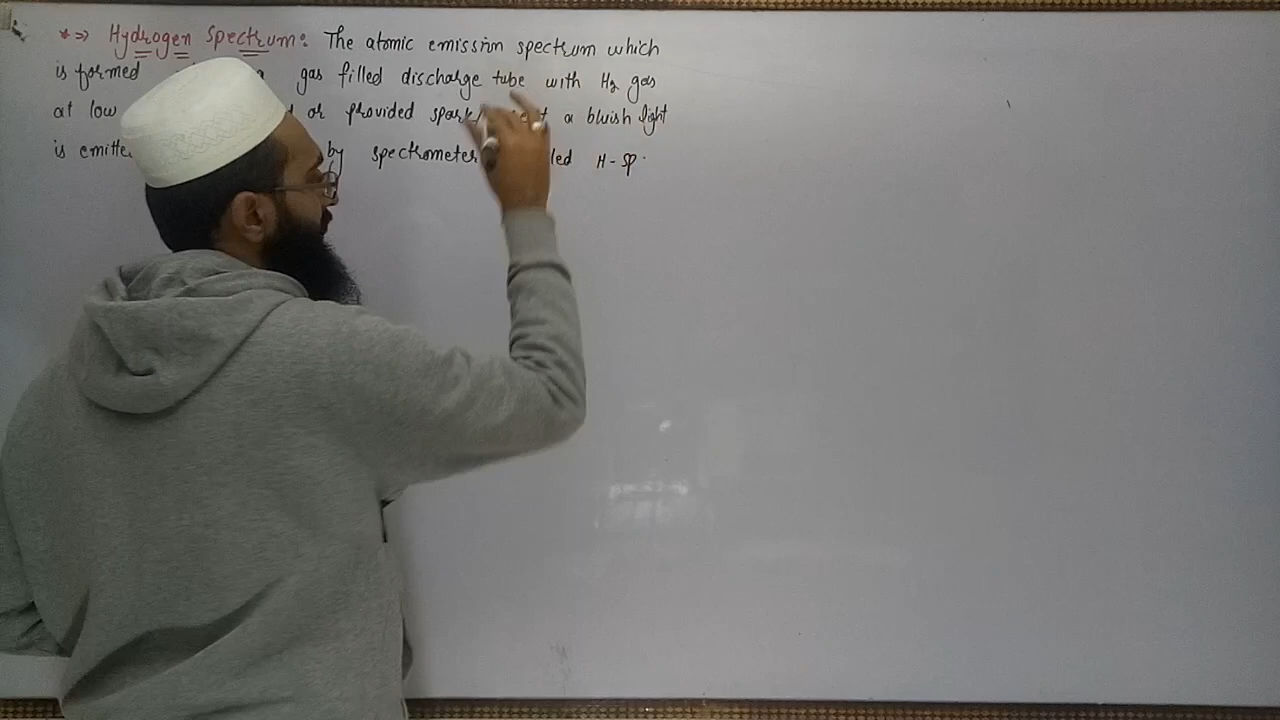 *⇒ Hydrogen Spectrum: The atomic emission spectrum which
is formed gas filled discharge tube with H₂ gas
at low or provided spark a bluish light
is emitted by spectrometer H-Sp.